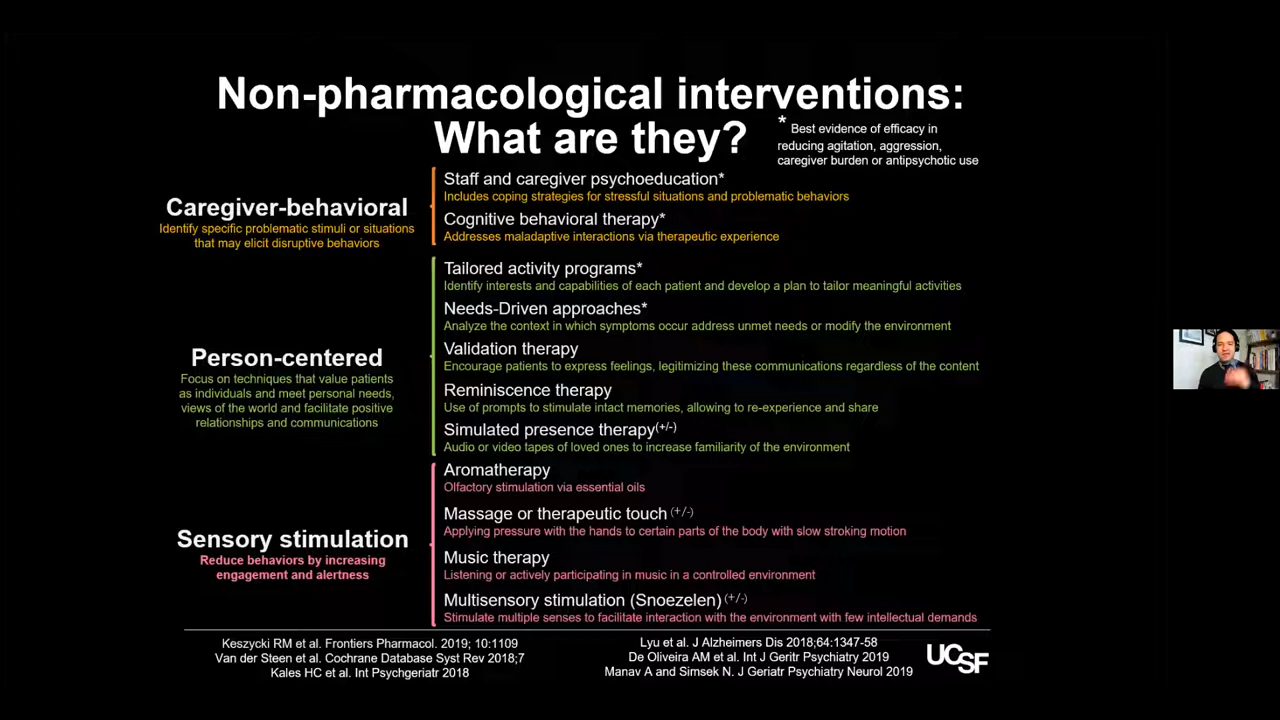 Non-pharmacological interventions:
What are they?
* Best evidence of efficacy in
reducing agitation, aggression,
caregiver burden or antipsychotic use
Caregiver-behavioral
Identify specific problematic stimuli or situations
that may elicit disruptive behaviors
Staff and caregiver psychoeducation*
Includes coping strategies for stressful situations and problematic behaviors
Cognitive behavioral therapy*
Addresses maladaptive interactions via therapeutic experience
Person-centered
Focus on techniques that value patients
as individuals and meet personal needs,
views of the world and facilitate positive
relationships and communications
Tailored activity programs*
Identify interests and capabilities of each patient and develop a plan to tailor meaningful activities
Needs-Driven approaches*
Analyze the context in which symptoms occur address unmet needs or modify the environment
Validation therapy
Encourage patients to express feelings, legitimizing these communications regardless of the content
Reminiscence therapy
Use of prompts to stimulate intact memories, allowing to re-experience and share
Simulated presence therapy(+/-)
Audio or video tapes of loved ones to increase familiarity of the environment
Sensory stimulation
Reduce behaviors by increasing
engagement and alertness
Aromatherapy
Olfactory stimulation via essential oils
Massage or therapeutic touch (+/-)
Applying pressure with the hands to certain parts of the body with slow stroking motion
Music therapy
Listening or actively participating in music in a controlled environment
Multisensory stimulation (Snoezelen) (+/-)
Stimulate multiple senses to facilitate interaction with the environment with few intellectual demands
Keszycki RM et al. Frontiers Pharmacol. 2019; 10:1109
Van der Steen et al. Cochrane Database Syst Rev 2018;7
Kales HC et al. Int Psychgeriatr 2018
Lyu et al. J Alzheimers Dis 2018;64:1347-58
De Oliveira AM et al. Int J Geritr Psychiatry 2019
Manav A and Simsek N. J Geriatr Psychiatry Neurol 2019
UCSF